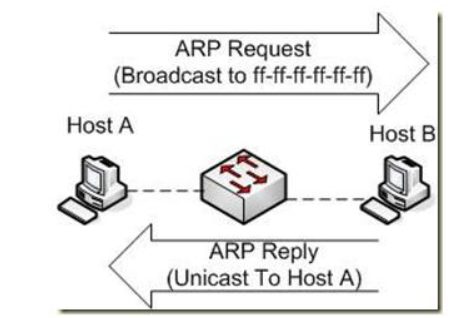 ARP Request
(Broadcast to ff-ff-ff-ff-ff-ff)
Host A
Host B
ARP Reply
(Unicast To Host A)